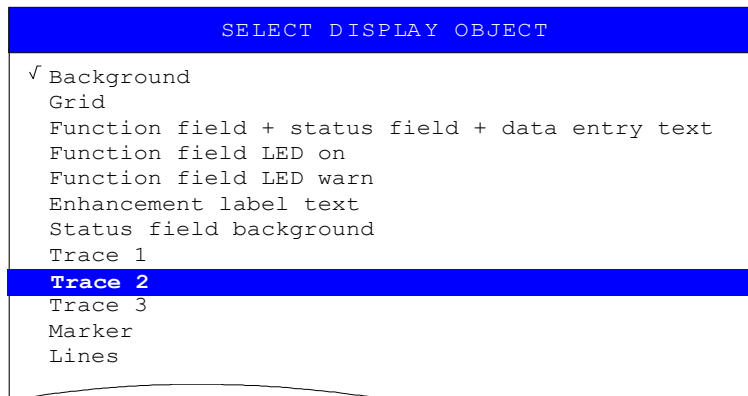 SELECT DISPLAY OBJECT
√ Background
Grid
Function field + status field + data entry text
Function field LED on
Function field LED warn
Enhancement label text
Status field background
Trace 1
Trace 2
Trace 3
Marker
Lines